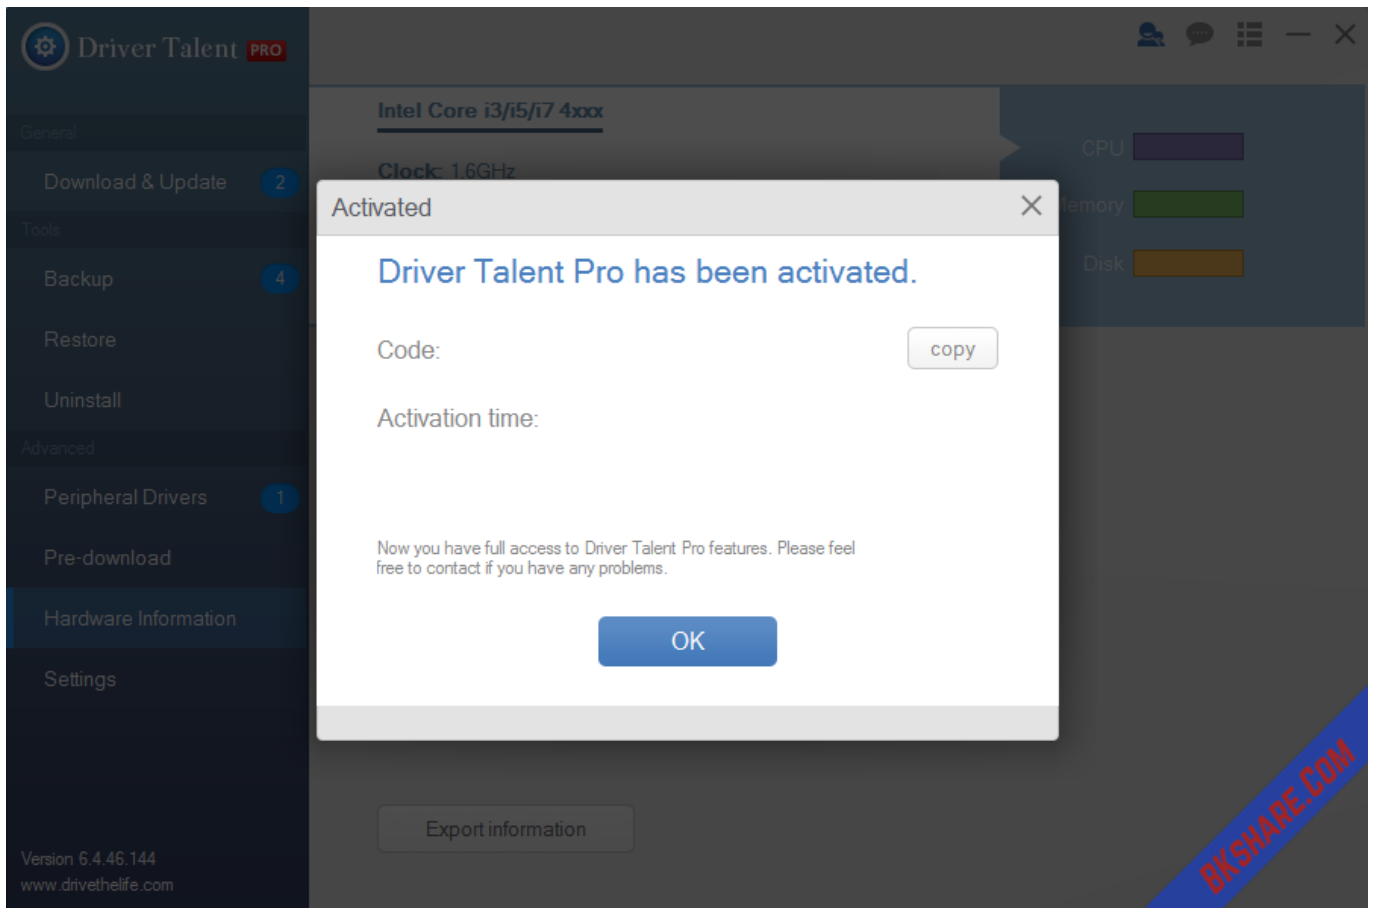 Driver Talent PRO
General
Download & Update 2
Tools
Backup 4
Restore
Uninstall
Advanced
Peripheral Drivers 1
Pre-download
Hardware Information
Settings
Version 6.4.46.144
www.drivethelife.com
Intel Core i3/i5/i7 4xxx
Clock: 1.6GHz
CPU
Memory
Disk
Activated
Driver Talent Pro has been activated.
Code:
copy
Activation time:
Now you have full access to Driver Talent Pro features. Please feel
free to contact if you have any problems.
OK
Export information
BKSHARE.COM